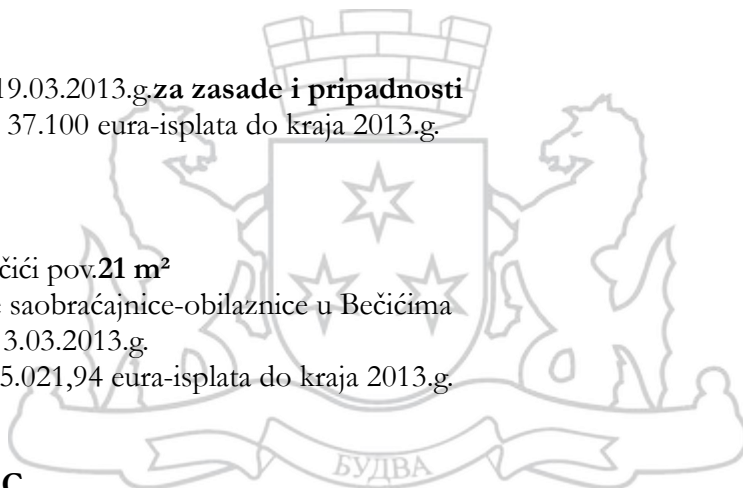 19.03.2013.g.za zasade i pripadnosti
37.100 eura-isplata do kraja 2013.g.
čići pov.21 m²
saobraćajnice-obilaznice u Bečićima
3.03.2013.g.
5.021,94 eura-isplata do kraja 2013.g.
БУДВА
C